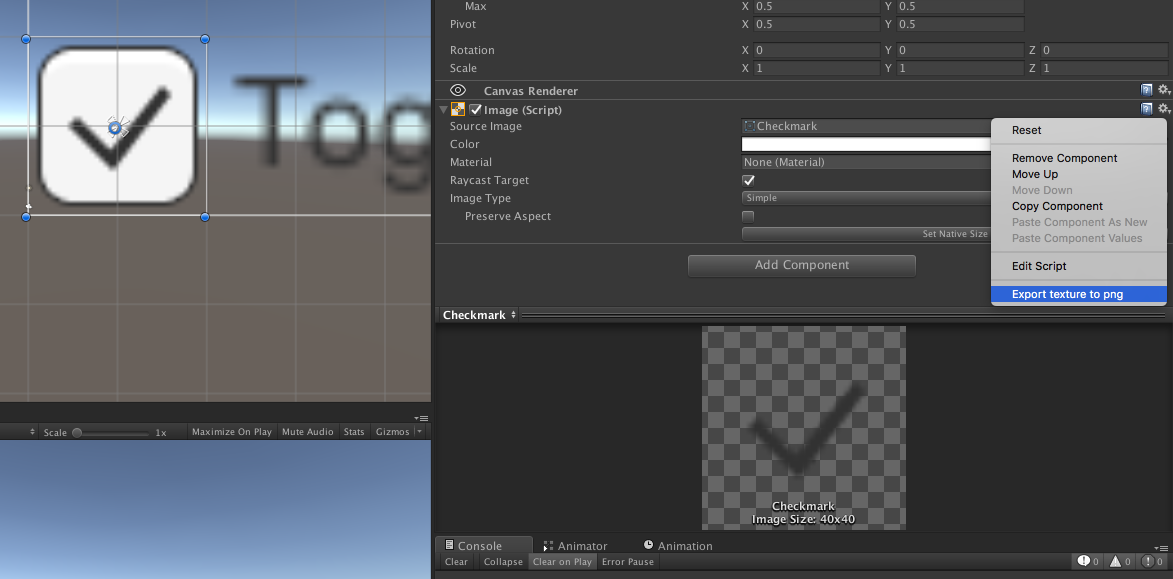 Max X 0.5 Y 0.5
Pivot X 0.5 Y 0.5
Rotation X 0 Y 0 Z 0
Scale X 1 Y 1 Z 1
Canvas Renderer
Image (Script)
Source Image Checkmark
Color
Material None (Material)
Raycast Target
Image Type Simple
Preserve Aspect
Set Native Size
Add Component
Reset
Remove Component
Move Up
Move Down
Copy Component
Paste Component As New
Paste Component Values
Edit Script
Export texture to png
Tog
Checkmark
Checkmark
Image Size: 40x40
Scale 1x Maximize On Play Mute Audio Stats Gizmos
Console Animator Animation
Clear Collapse Clear on Play Error Pause 0 0 0